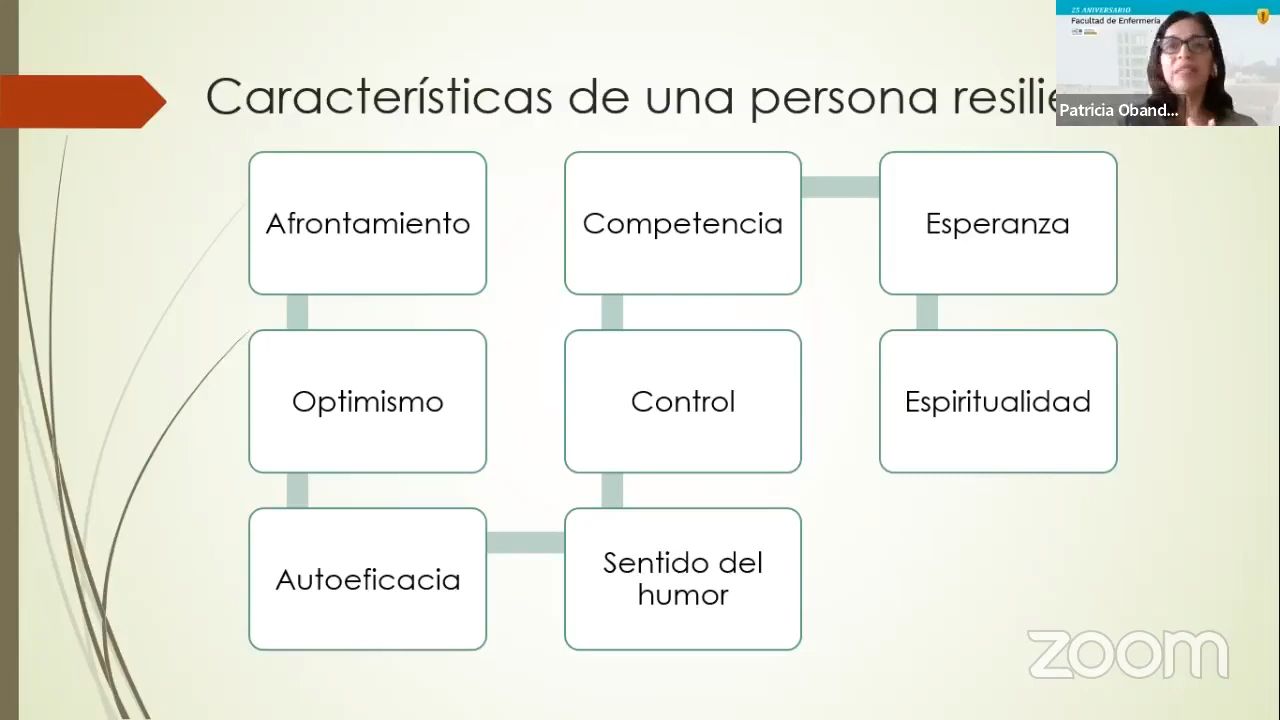 25 ANIVERSARIO
Facultad de Enfermería
Patricia Oband...
Características de una persona resilie
Afrontamiento
Optimismo
Autoeficacia
Sentido del
humor
Control
Competencia
Esperanza
Espiritualidad
zoom